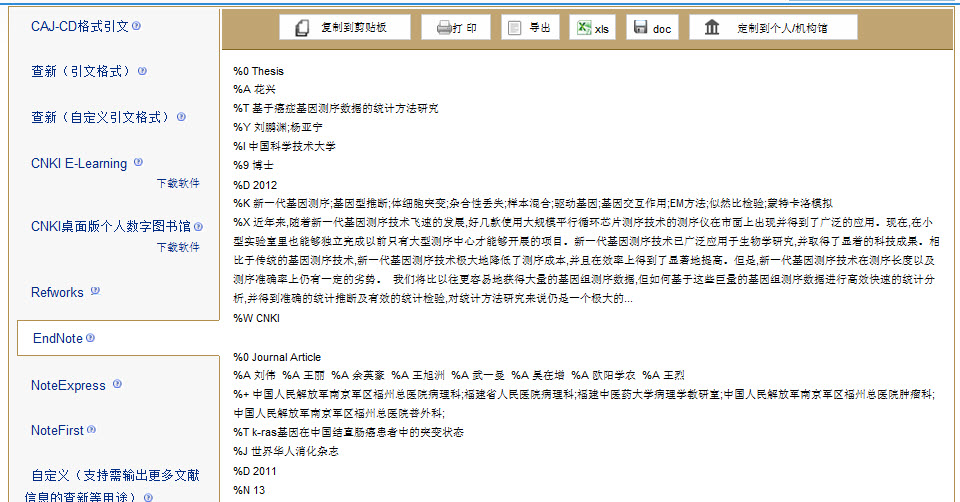 CAJ-CD格式引文
查新（引文格式）
查新（自定义引文格式）
CNKI E-Learning
下载软件
CNKI桌面版个人数字图书馆
下载软件
Refworks
EndNote
NoteExpress
NoteFirst
自定义（支持需输出更多文献
信息的查新等用途）
复制到剪贴板 打 印 导出 xls doc 定制到个人/机构馆
%0 Thesis
%A 花兴
%T 基于癌症基因测序数据的统计方法研究
%Y 刘鹏渊;杨亚宁
%I 中国科学技术大学
%9 博士
%D 2012
%K 新一代基因测序;基因型推断;体细胞突变;杂合性丢失;样本混合;驱动基因;基因交互作用;EM方法;似然比检验;蒙特卡洛模拟
%X 近年来,随着新一代基因测序技术飞速的发展,好几款使用大规模平行循环芯片测序技术的测序仪在市面上出现并得到了广泛的应用。现在,在小
型实验室里也能够独立完成以前只有大型测序中心才能够开展的项目。新一代基因测序技术已广泛应用于生物学研究,并取得了显着的科技成果。相
比于传统的基因测序技术,新一代基因测序技术极大地降低了测序成本,并且在效率上得到了显著地提高。但是,新一代基因测序技术在测序长度以及
测序准确率上仍有一定的劣势。 我们将比以往更容易地获得大量的基因组测序数据,但如何基于这些巨量的基因组测序数据进行高效快速的统计分
析,并得到准确的统计推断及有效的统计检验,对统计方法研究来说仍是一个极大的...
%W CNKI
%0 Journal Article
%A 刘伟 %A 王丽 %A 余英豪 %A 王旭洲 %A 武一曼 %A 吴在增 %A 欧阳学农 %A 王烈
%+ 中国人民解放军南京军区福州总医院病理科;福建省人民医院病理科;福建中医药大学病理学教研室;中国人民解放军南京军区福州总医院肿瘤科;
中国人民解放军南京军区福州总医院普外科;
%T k-ras基因在中国结直肠癌患者中的突变状态
%J 世界华人消化杂志
%D 2011
%N 13